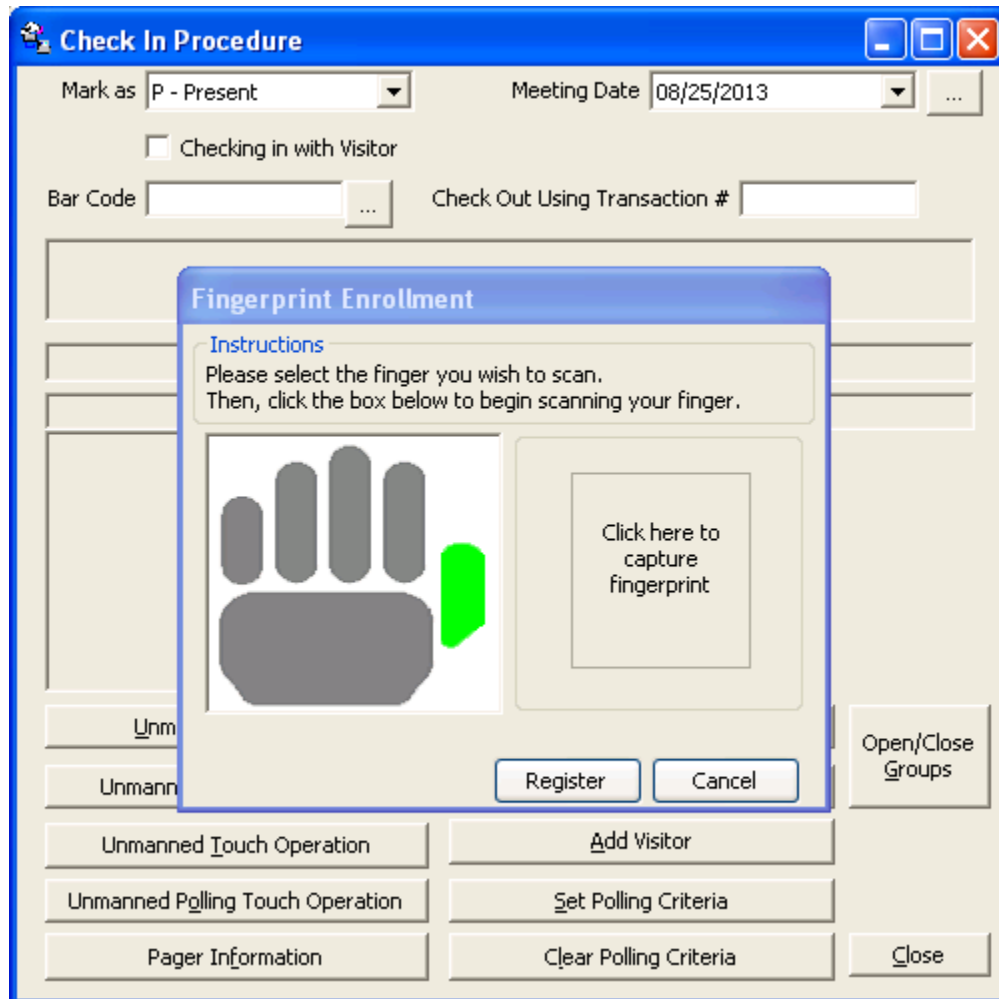 Check In Procedure
Mark as P - Present Meeting Date 08/25/2013 ...
Checking in with Visitor
Bar Code ... Check Out Using Transaction #
Fingerprint Enrollment
Instructions
Please select the finger you wish to scan.
Then, click the box below to begin scanning your finger.
Click here to
capture
fingerprint
Register Cancel
Open/Close
Groups
Unmanned Touch Operation Add Visitor
Unmanned Polling Touch Operation Set Polling Criteria
Pager Information Clear Polling Criteria Close